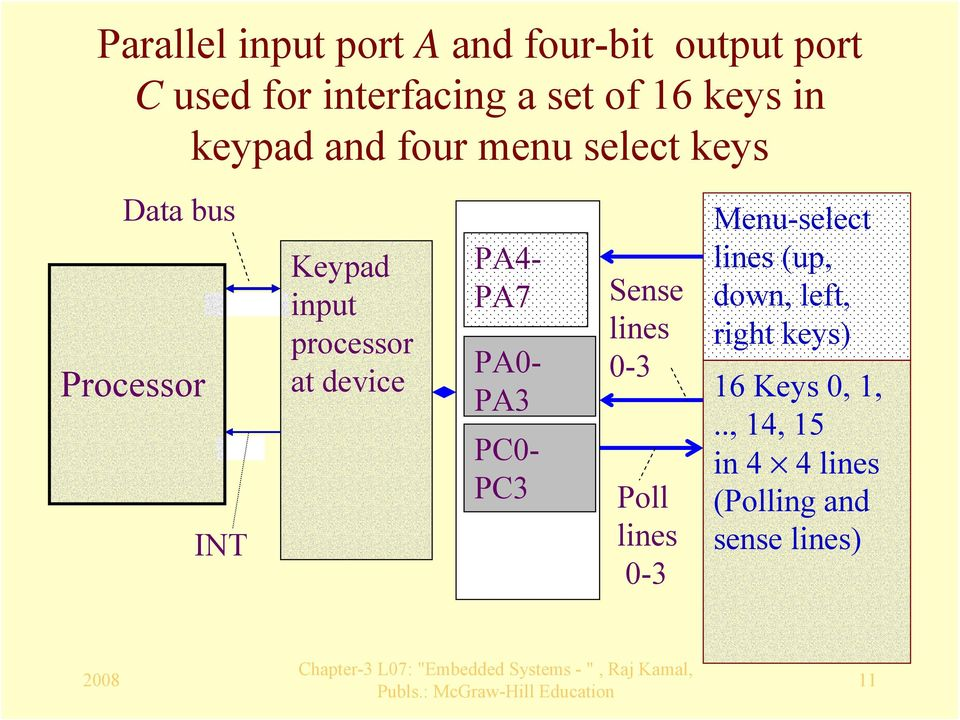 Parallel input port A and four-bit output port
C used for interfacing a set of 16 keys in
keypad and four menu select keys
Data bus
Processor
INT
Keypad
input
processor
at device
PA4-
PA7
PA0-
PA3
PC0-
PC3
Sense
lines
0-3
Poll
lines
0-3
Menu-select
lines (up,
down, left,
right keys)
16 Keys 0, 1,
.., 14, 15
in 4 × 4 lines
(Polling and
sense lines)
2008
Chapter-3 L07: "Embedded Systems - " , Raj Kamal,
Publs.: McGraw-Hill Education
11